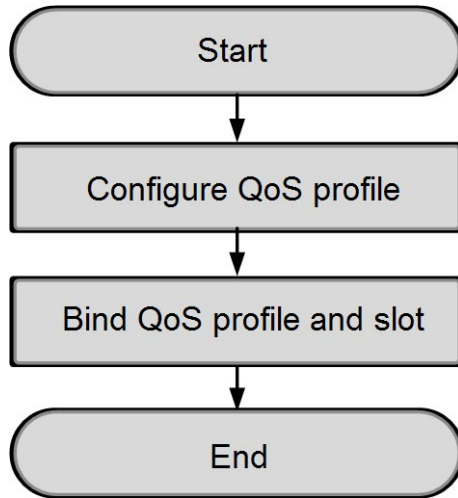 Start
Configure QoS profile
Bind QoS profile and slot
End